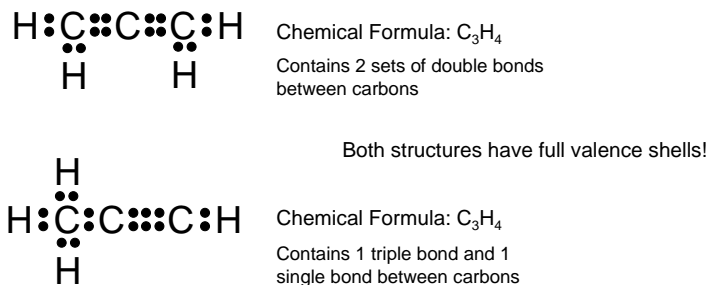 H:C::C::C:H
H H
Chemical Formula: C₃H₄
Contains 2 sets of double bonds
between carbons
Both structures have full valence shells!
H
H:C:C:::C:H
H
Chemical Formula: C₃H₄
Contains 1 triple bond and 1
single bond between carbons